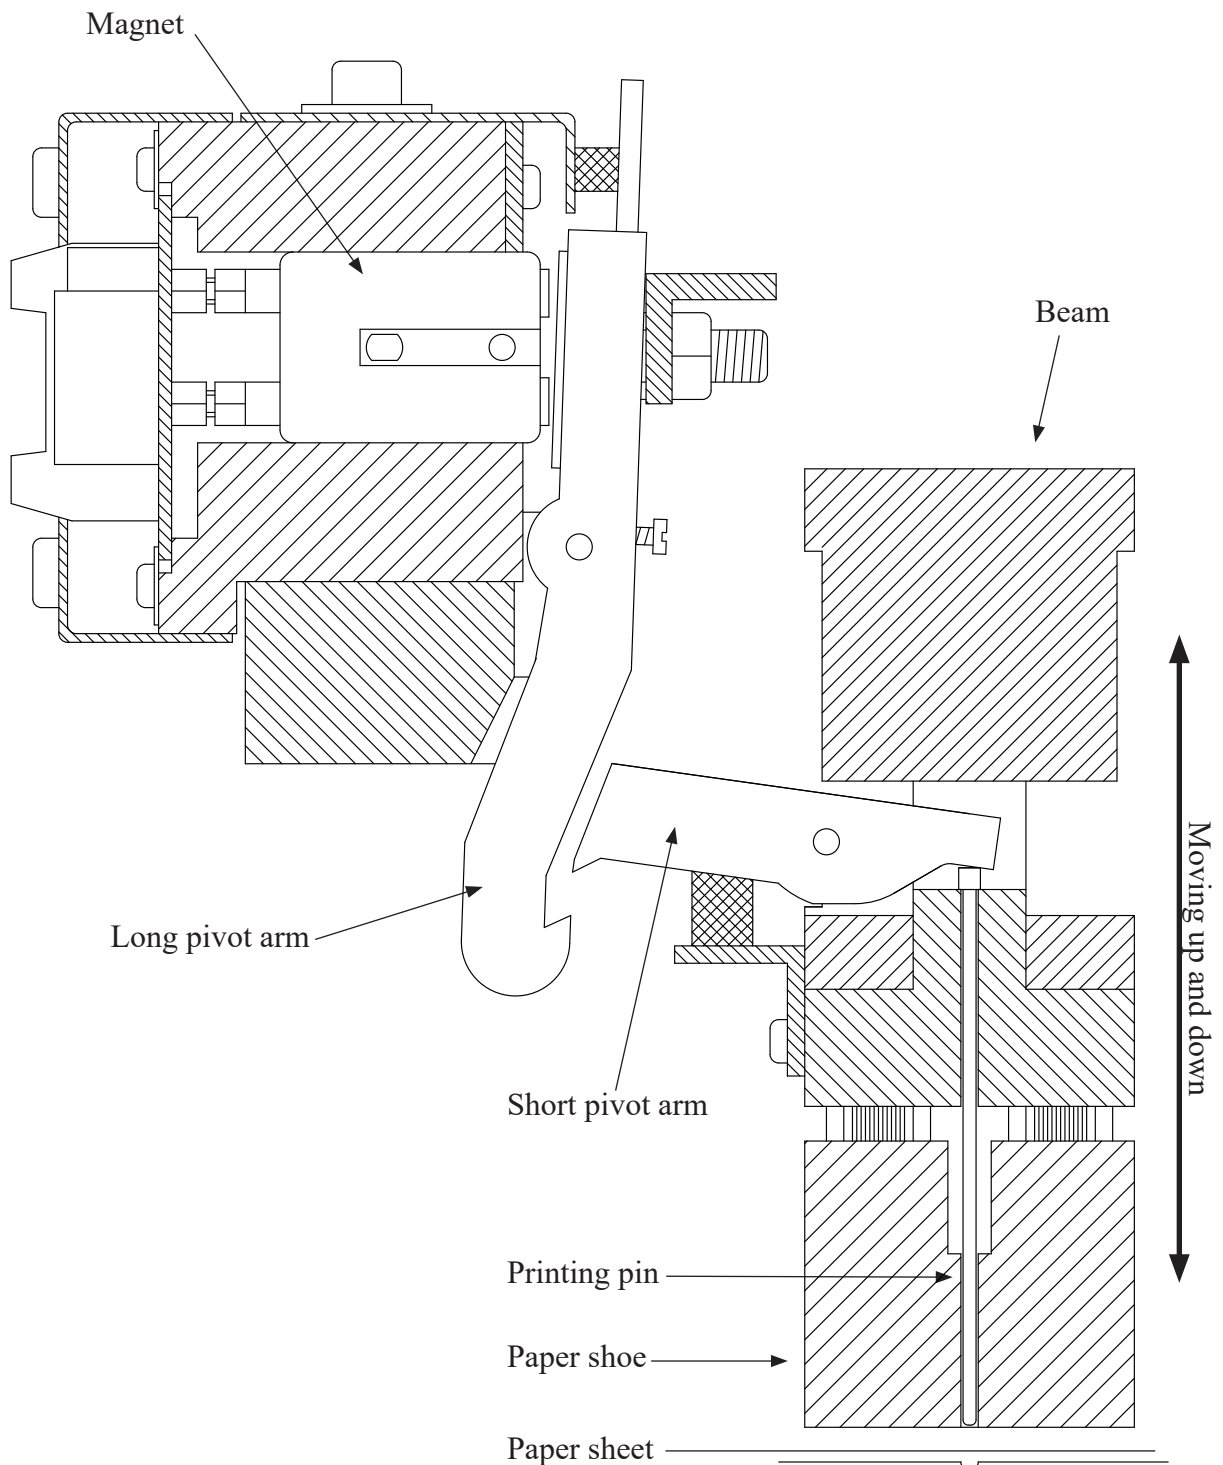 Magnet
Beam
Moving up and down
Long pivot arm
Short pivot arm
Printing pin
Paper shoe
Paper sheet